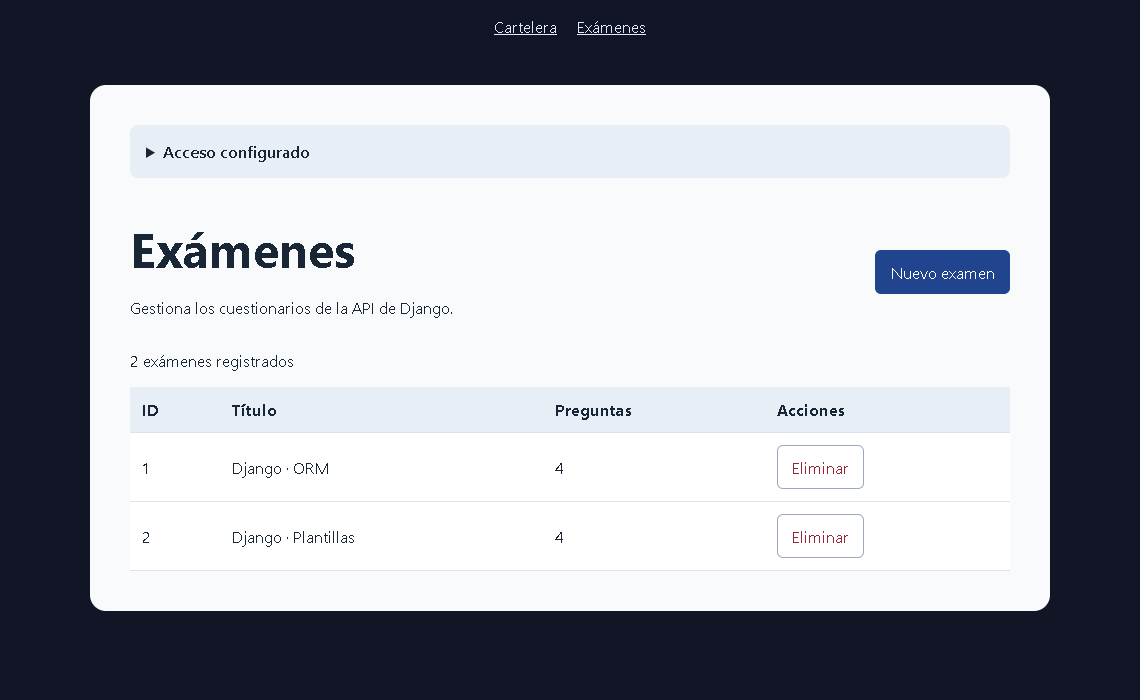 Cartelera Exámenes
Acceso configurado
Exámenes
Nuevo examen
Gestiona los cuestionarios de la API de Django.
2 exámenes registrados
ID Título Preguntas Acciones
1 Django · ORM 4 Eliminar
2 Django · Plantillas 4 Eliminar